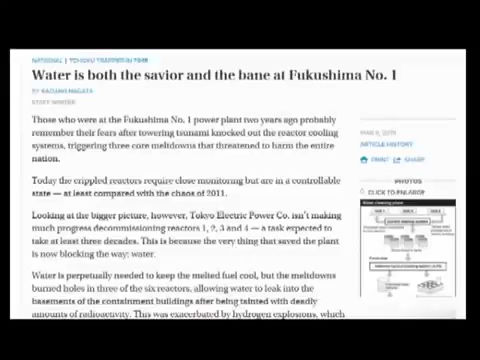 NATIONAL | TOHOKU TRAPPED IN TIME
Water is both the savior and the bane at Fukushima No. 1
BY KAZUAKI NAGATA
STAFF WRITER
Those who were at the Fukushima No. 1 power plant two years ago probably
remember their fears after towering tsunami knocked out the reactor cooling
systems, triggering three core meltdowns that threatened to harm the entire
nation.
Today the crippled reactors require close monitoring but are in a controllable
state — at least compared with the chaos of 2011.
Looking at the bigger picture, however, Tokyo Electric Power Co. isn't making
much progress decommissioning reactors 1, 2, 3 and 4 — a task expected to
take at least three decades. This is because the very thing that saved the plant
is now blocking the way: water.
Water is perpetually needed to keep the melted fuel cool, but the meltdowns
burned holes in three of the six reactors, allowing water to leak into the
basements of the containment buildings after being tainted with deadly
amounts of radioactivity. This was exacerbated by hydrogen explosions, which
ARTICLE HISTORY
PRINT SHARE
PHOTOS
CLICK TO ENLARGE